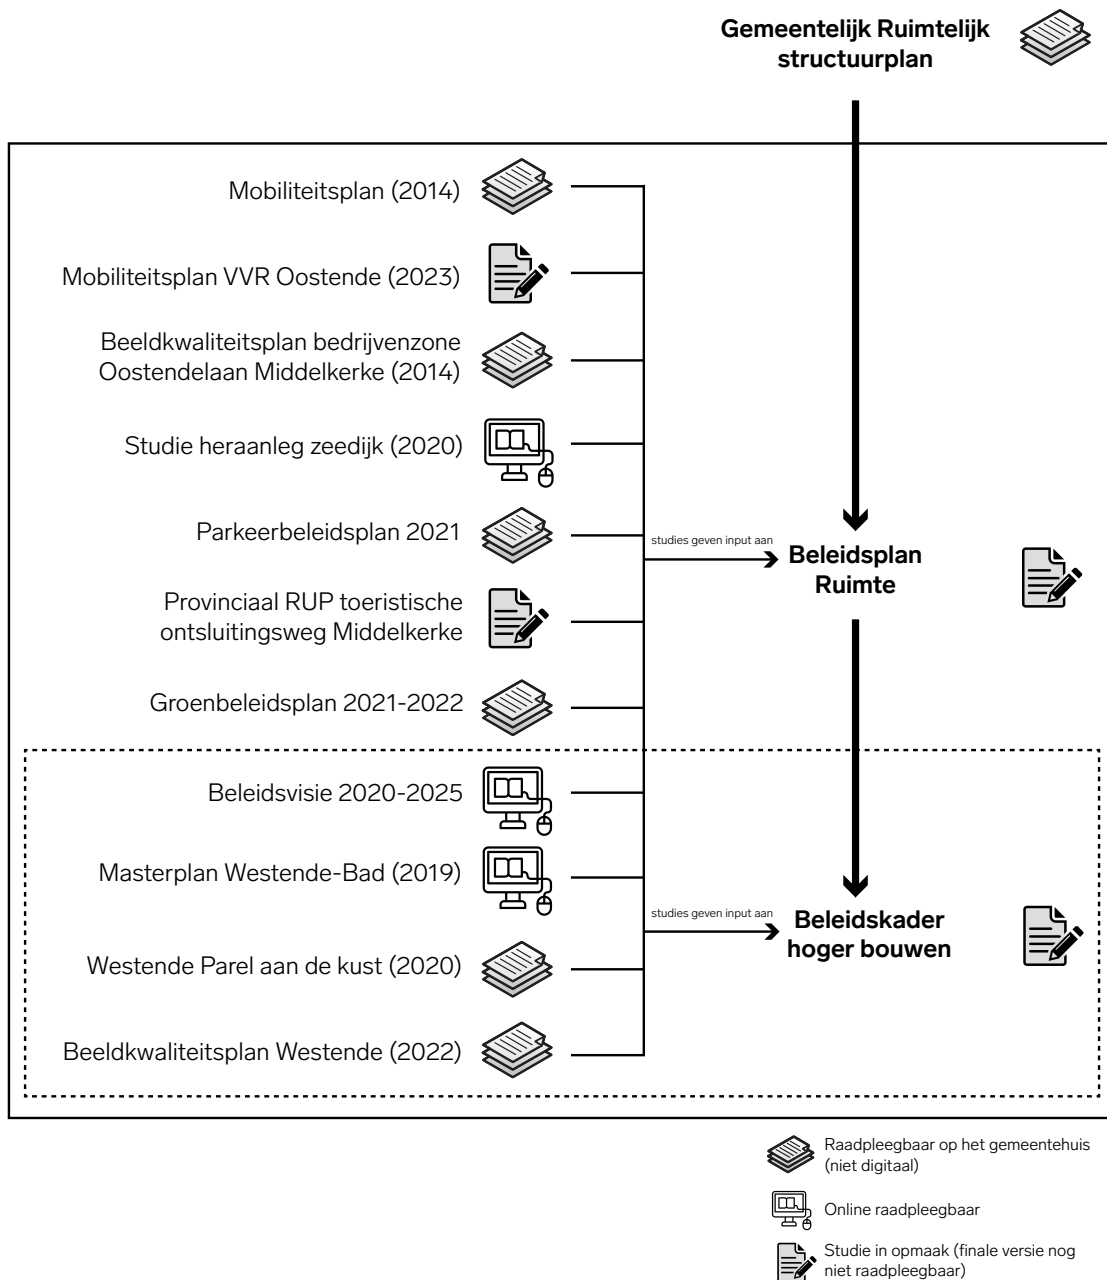 Gemeentelijk Ruimtelijk
structuurplan
Mobiliteitsplan (2014)
Mobiliteitsplan VVR Oostende (2023)
Beeldkwaliteitsplan bedrijvenzone
Oostendelaan Middelkerke (2014)
Studie heraanleg zeedijk (2020)
Parkeerbeleidsplan 2021
studies geven input aan
Beleidsplan
Ruimte
Provinciaal RUP toeristische
ontsluitingsweg Middelkerke
Groenbeleidsplan 2021-2022
Beleidsvisie 2020-2025
Masterplan Westende-Bad (2019)
studies geven input aan
Beleidskader
hoger bouwen
Westende Parel aan de kust (2020)
Beeldkwaliteitsplan Westende (2022)
Raadpleegbaar op het gemeentehuis
(niet digitaal)
Online raadpleegbaar
Studie in opmaak (finale versie nog
niet raadpleegbaar)